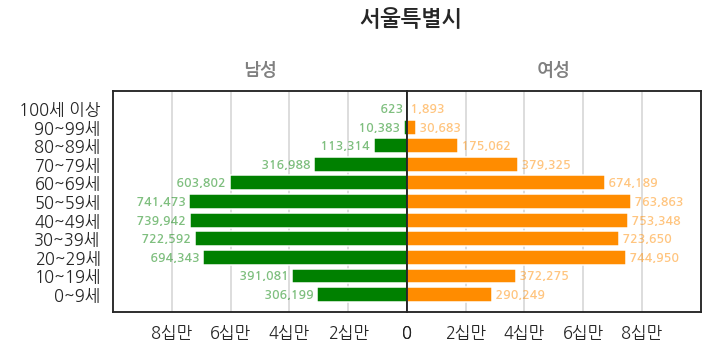 서울특별시
남성 여성
100세 이상 623 1,893
90~99세 10,383 30,683
80~89세 113,314 175,062
70~79세 316,988 379,325
60~69세 603,802 674,189
50~59세 741,473 763,863
40~49세 739,942 753,348
30~39세 722,592 723,650
20~29세 694,343 744,950
10~19세 391,081 372,275
0~9세 306,199 290,249
8십만 6십만 4십만 2십만 0 2십만 4십만 6십만 8십만